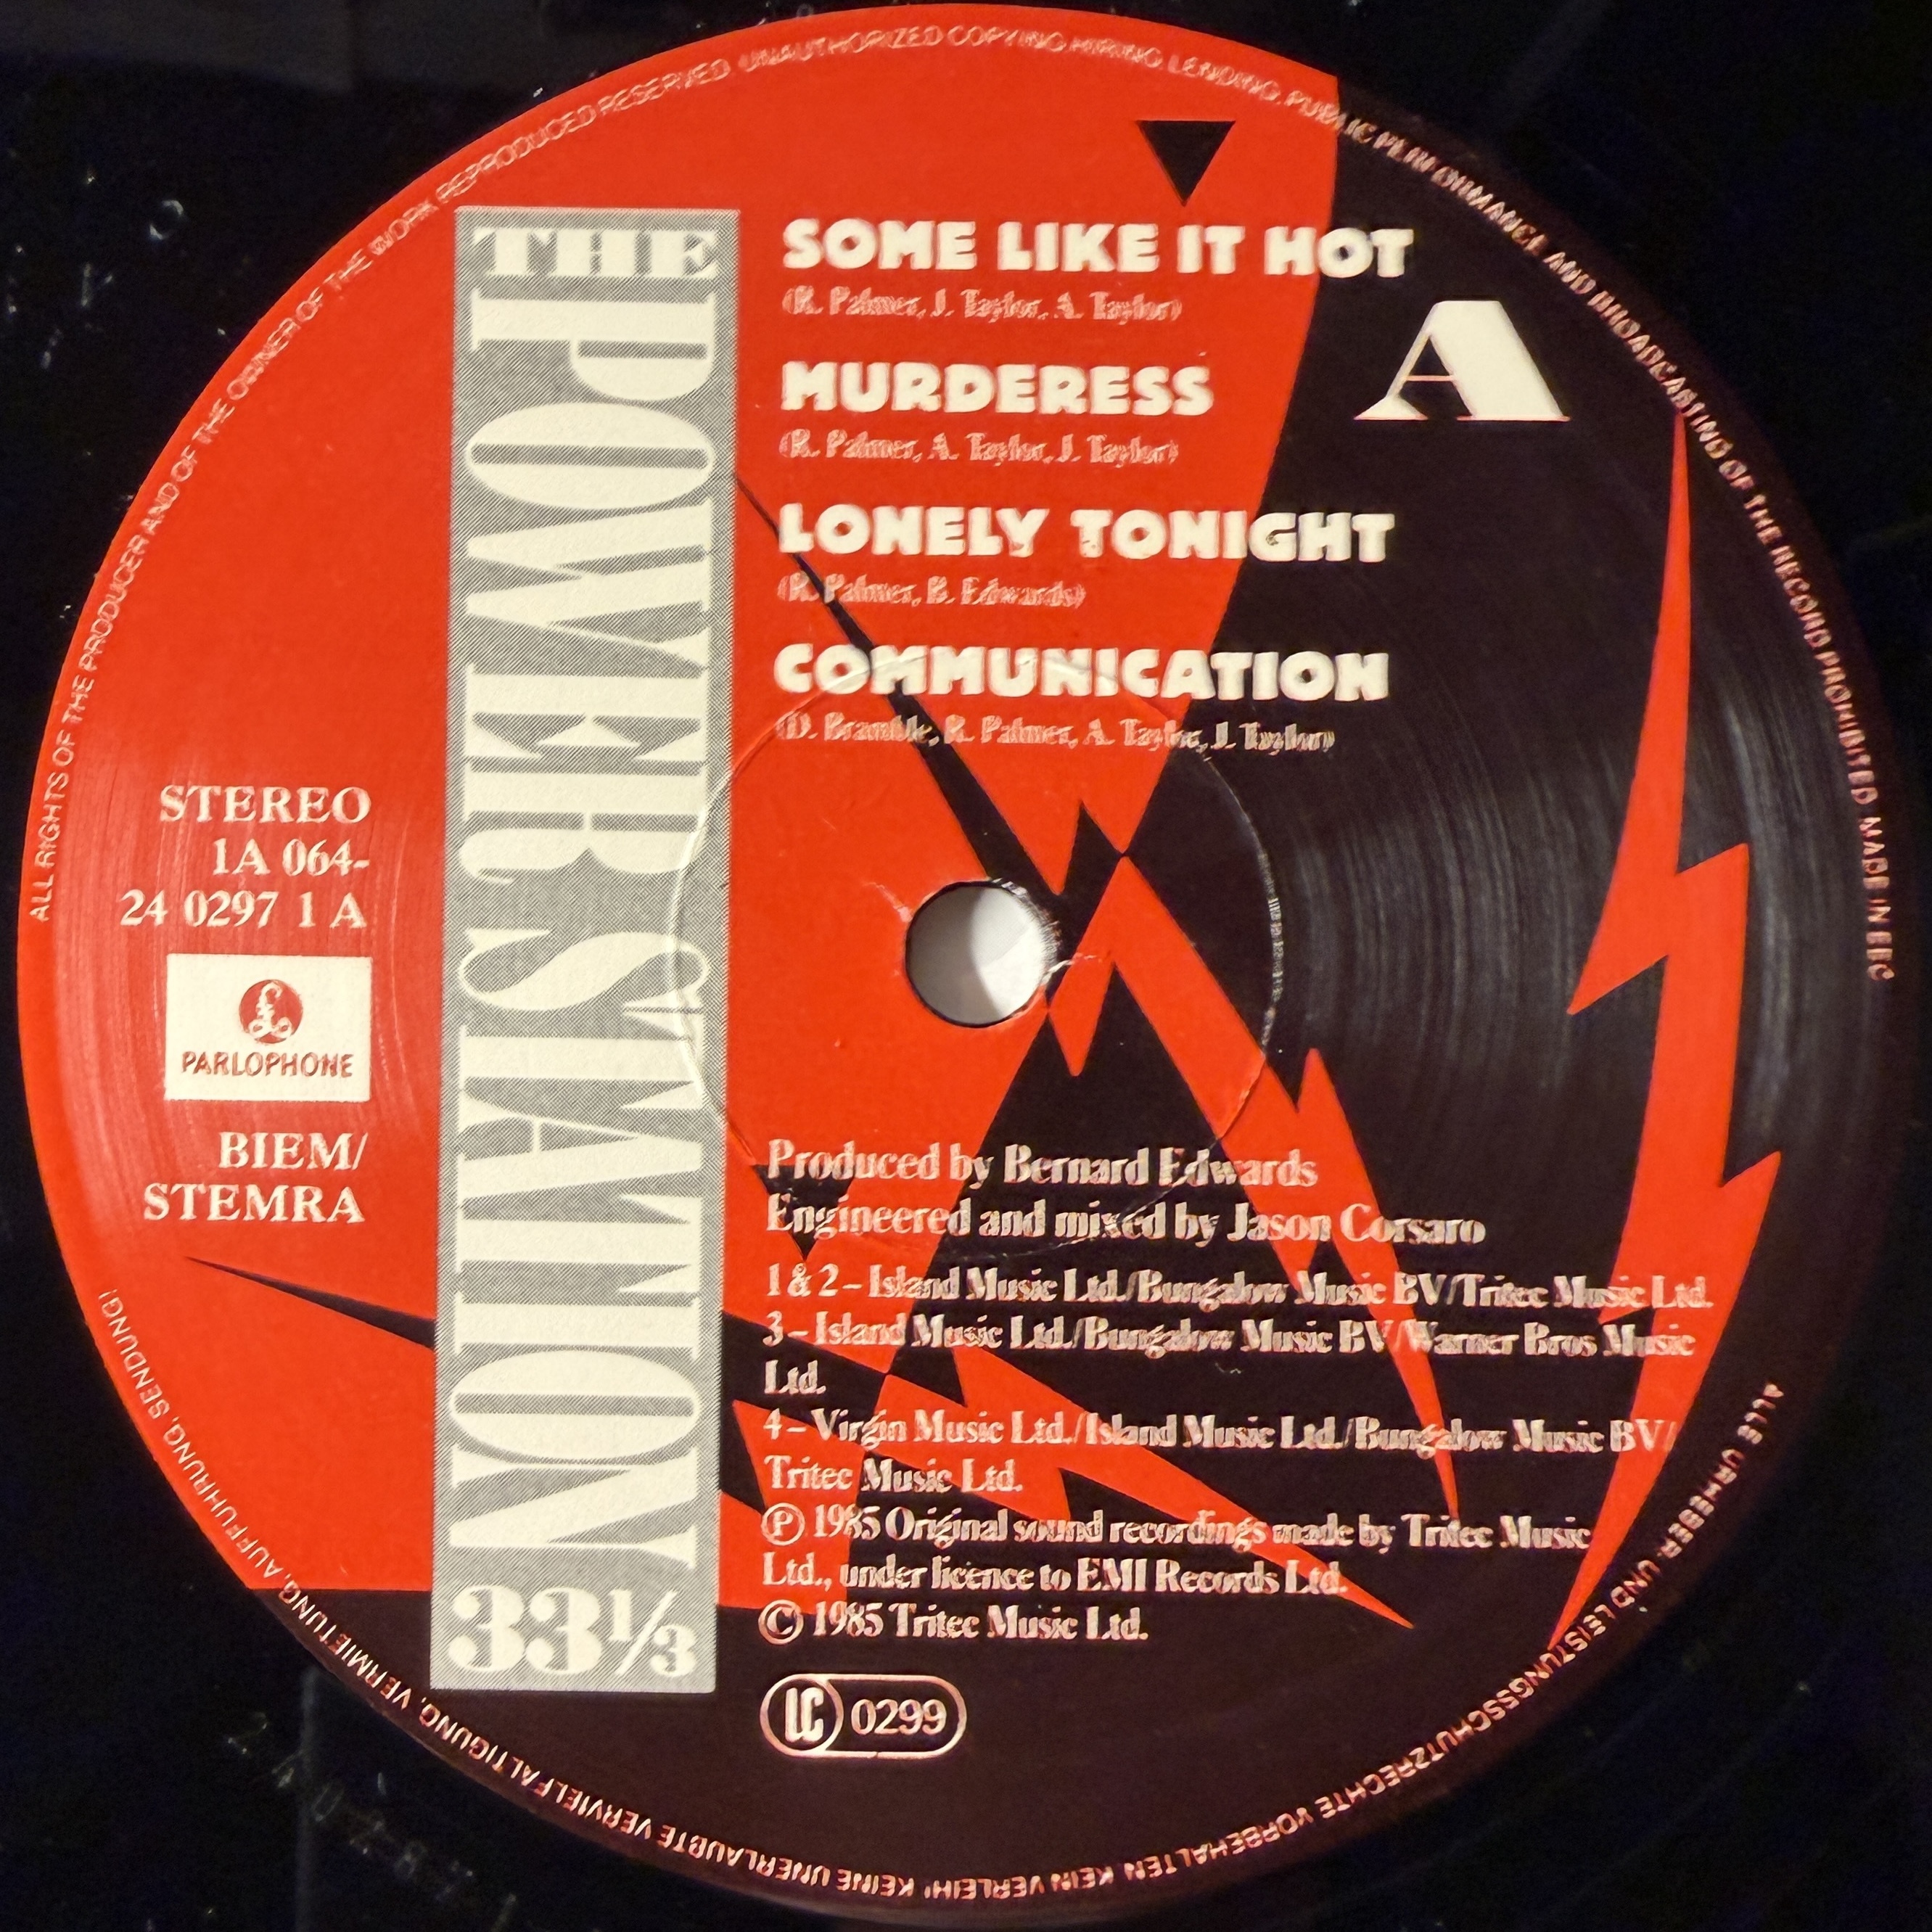 ALL RIGHTS OF THE PRODUCER AND OF THE OWNER OF THE WORK REPRODUCED RESERVED UNAUTHORIZED COPYING HIRING LENDING PUBLIC PERFORMANCE AND BROADCASTING OF THE RECORD PROHIBITED MADE IN EEC
THE POWER STATION
33⅓
SOME LIKE IT HOT
(R. Palmer, J. Taylor, A. Taylor)
MURDERESS
(R. Palmer, A. Taylor, J. Taylor)
LONELY TONIGHT
(R. Palmer, B. Edwards)
COMMUNICATION
(D. Bramble, R. Palmer, A. Taylor, J. Taylor)
A
STEREO
1A 064-
24 0297 1 A
PARLOPHONE
BIEM/
STEMRA
Produced by Bernard Edwards
Engineered and mixed by Jason Corsaro
1 & 2 – Island Music Ltd./Bungalow Music BV/Tritec Music Ltd.
3 – Island Music Ltd./Bungalow Music BV/Warner Bros Music
Ltd.
4 – Virgin Music Ltd./Island Music Ltd./Bungalow Music BV/
Tritec Music Ltd.
℗ 1985 Original sound recordings made by Tritec Music
Ltd., under licence to EMI Records Ltd.
© 1985 Tritec Music Ltd.
LC 0299
ALLE URHEBER UND LEISTUNGSSCHUTZRECHTE VORBEHALTEN KEIN VERLEIH! KEINE UNERLAUBTE VERVIELFALTIGUNG, VERMIETUNG, AUFFUHRUNG, SENDUNG!